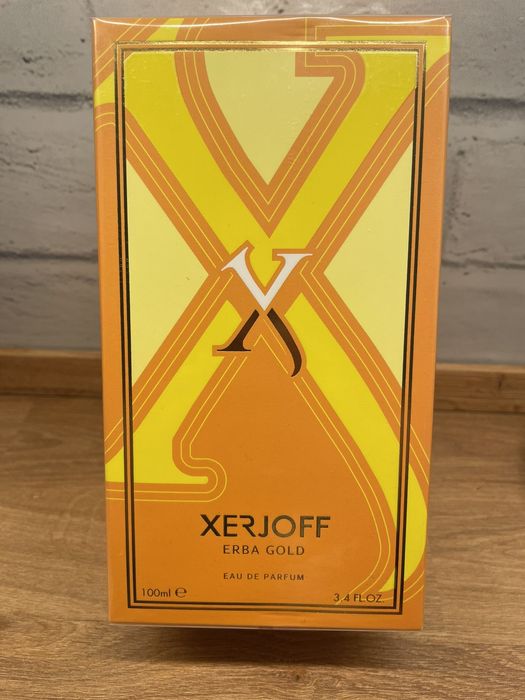 X
XERJOFF
ERBA GOLD
EAU DE PARFUM
100ml ℮ 3.4 FL.OZ.